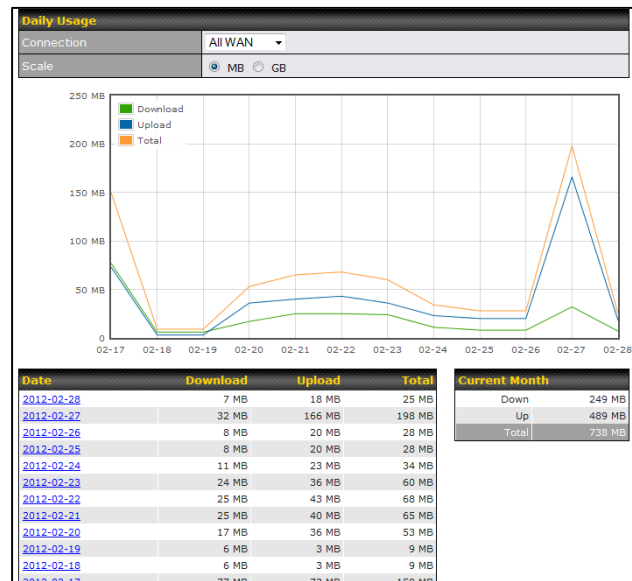 Daily Usage
Connection All WAN
Scale MB GB
250 MB
200 MB
150 MB
100 MB
50 MB
0
Download
Upload
Total
02-17 02-18 02-19 02-20 02-21 02-22 02-23 02-24 02-25 02-26 02-27 02-28
Date Download Upload Total
2012-02-28 7 MB 18 MB 25 MB
2012-02-27 32 MB 166 MB 198 MB
2012-02-26 8 MB 20 MB 28 MB
2012-02-25 8 MB 20 MB 28 MB
2012-02-24 11 MB 23 MB 34 MB
2012-02-23 24 MB 36 MB 60 MB
2012-02-22 25 MB 43 MB 68 MB
2012-02-21 25 MB 40 MB 65 MB
2012-02-20 17 MB 36 MB 53 MB
2012-02-19 6 MB 3 MB 9 MB
2012-02-18 6 MB 3 MB 9 MB
Current Month
Down 249 MB
Up 489 MB
Total 738 MB